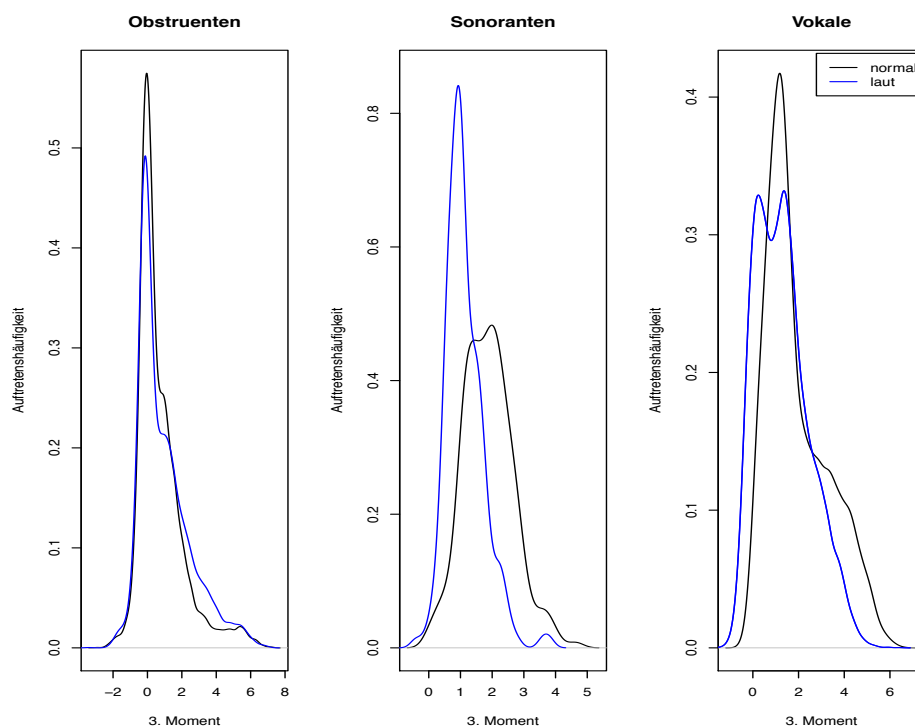 Obstruenten
Auftretenshäufigkeit
0.0 0.1 0.2 0.3 0.4 0.5
−2 0 2 4 6 8
3. Moment
Sonoranten
Auftretenshäufigkeit
0.0 0.2 0.4 0.6 0.8
0 1 2 3 4 5
3. Moment
Vokale
normal
laut
Auftretenshäufigkeit
0.0 0.1 0.2 0.3 0.4
0 2 4 6
3. Moment